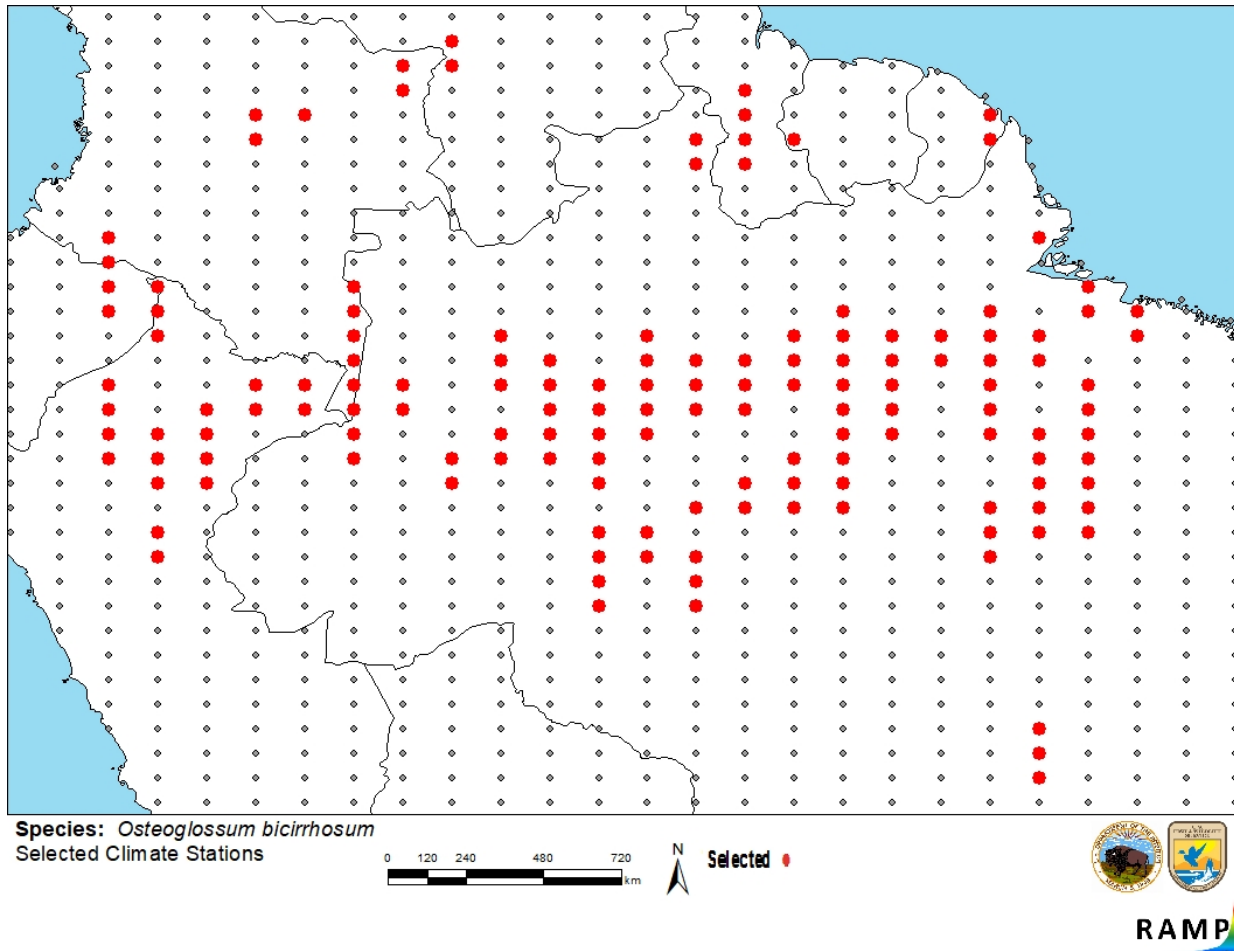 Species: Osteoglossum bicirrhosum
Selected Climate Stations
0 120 240 480 720
km
N
Selected
RAMP